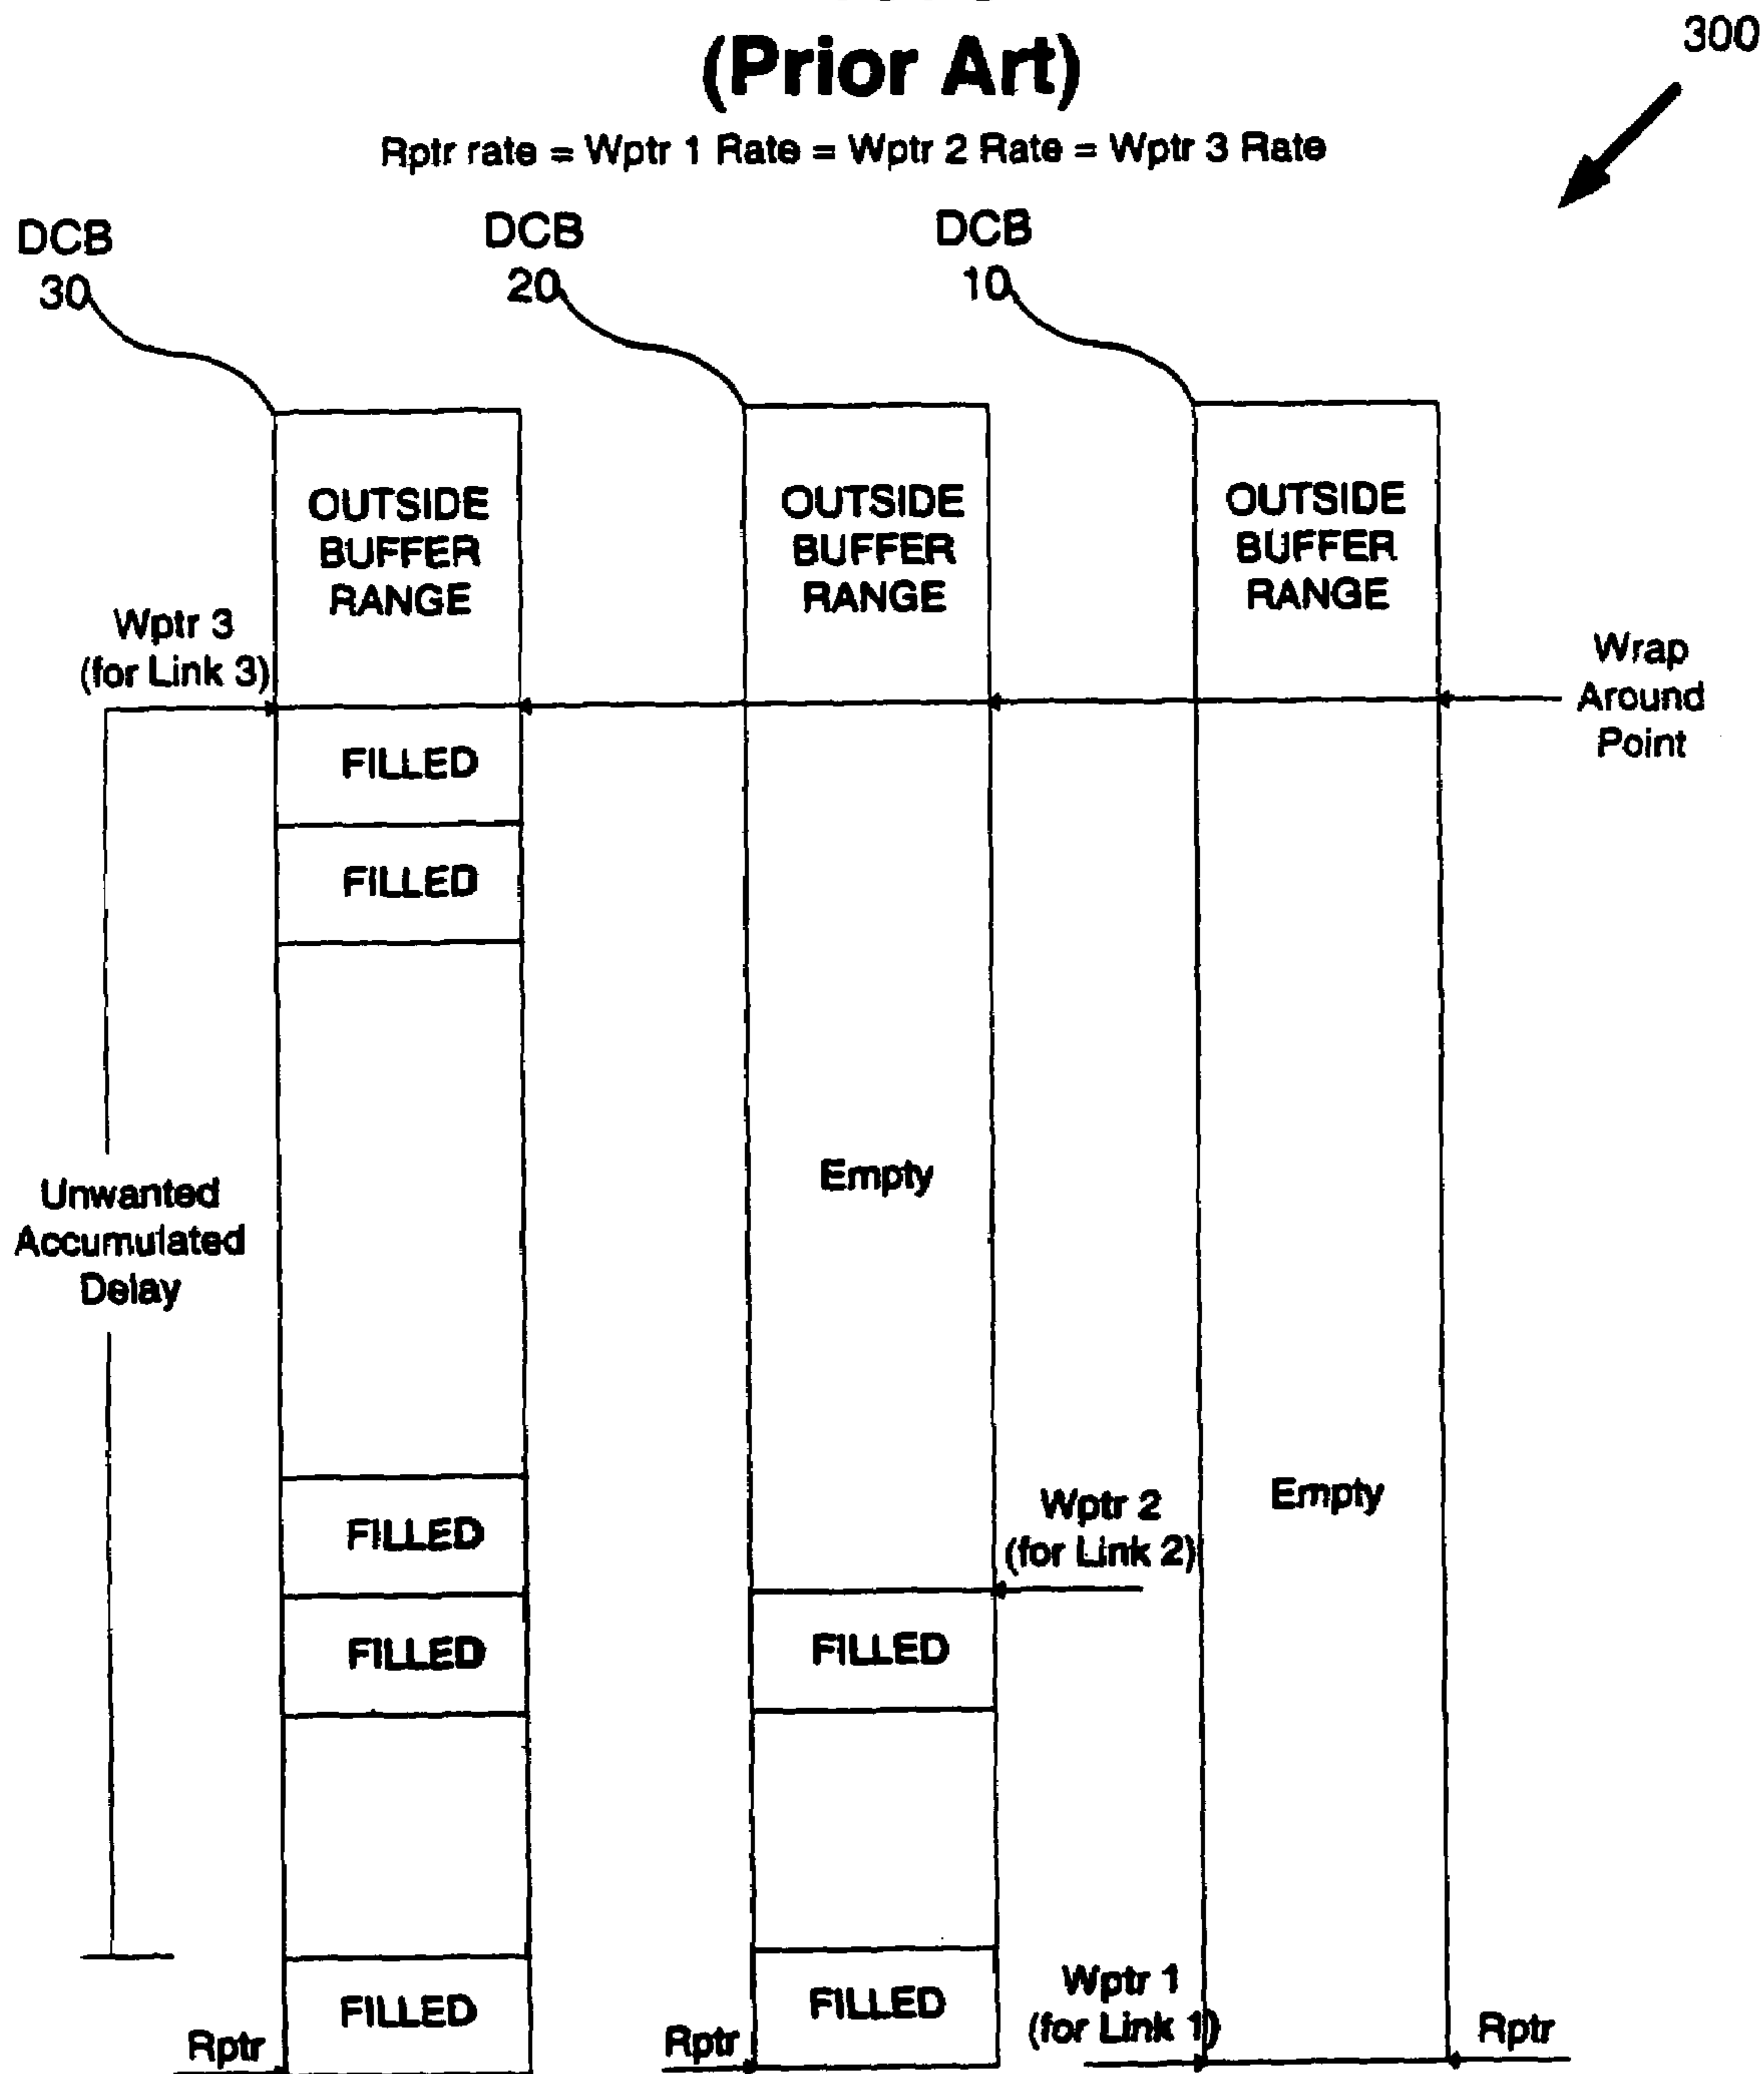 (Prior Art)
300
Rptr rate = Wptr 1 Rate = Wptr 2 Rate = Wptr 3 Rate
DCB
30
DCB
20
DCB
10
OUTSIDE
BUFFER
RANGE
OUTSIDE
BUFFER
RANGE
OUTSIDE
BUFFER
RANGE
Wptr 3
(for Link 3)
Wrap
Around
Point
FILLED
FILLED
Unwanted
Accumulated
Delay
Empty
Empty
FILLED
Wptr 2
(for Link 2)
FILLED
FILLED
FILLED
FILLED
Wptr 1
(for Link 1)
Rptr
Rptr
Rptr